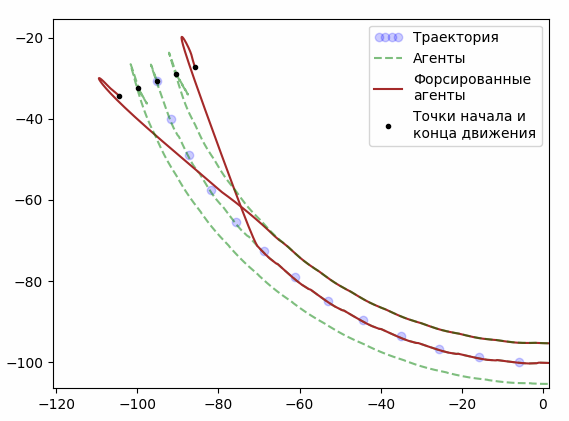 −20
−40
−60
−80
−100
−120
−100
−80
−60
−40
−20
0
Траектория
Агенты
Форсированные
агенты
Точки начала и
конца движения